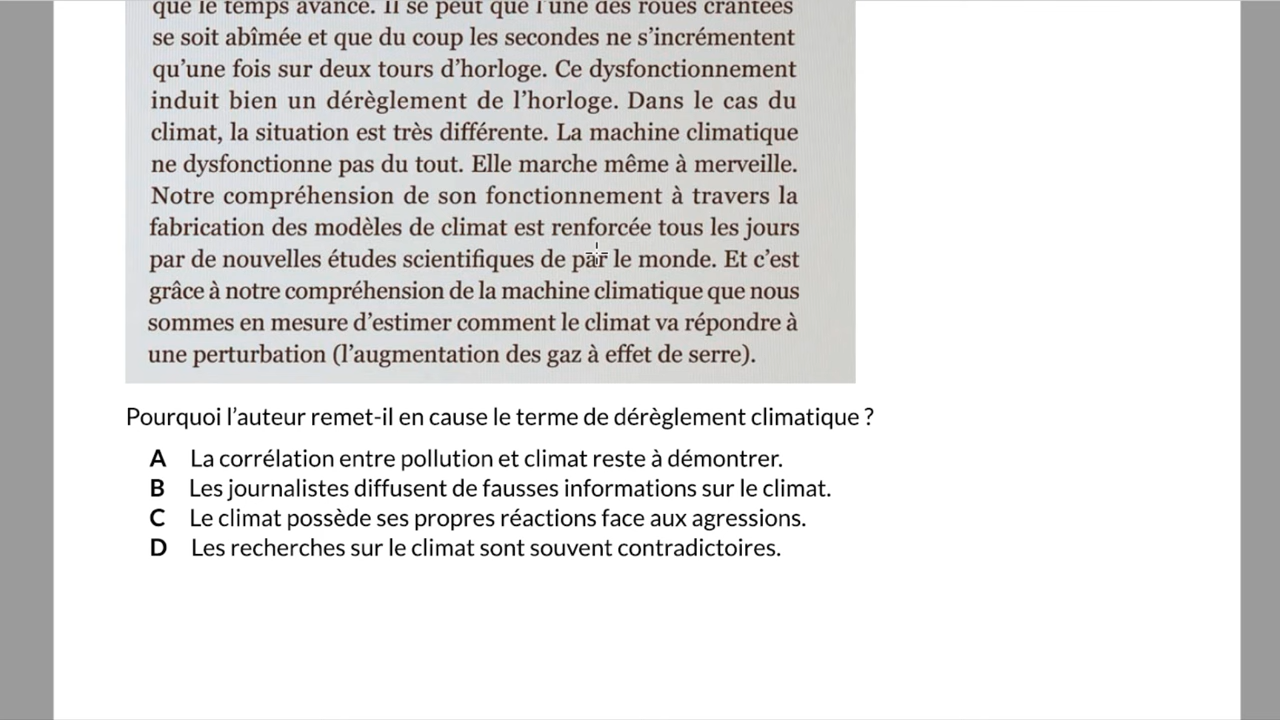 que le temps avance. Il se peut que l'une des roues crantées
se soit abîmée et que du coup les secondes ne s'incrémentent
qu'une fois sur deux tours d'horloge. Ce dysfonctionnement
induit bien un dérèglement de l'horloge. Dans le cas du
climat, la situation est très différente. La machine climatique
ne dysfonctionne pas du tout. Elle marche même à merveille.
Notre compréhension de son fonctionnement à travers la
fabrication des modèles de climat est renforcée tous les jours
par de nouvelles études scientifiques de par le monde. Et c'est
grâce à notre compréhension de la machine climatique que nous
sommes en mesure d'estimer comment le climat va répondre à
une perturbation (l'augmentation des gaz à effet de serre).
Pourquoi l'auteur remet-il en cause le terme de dérèglement climatique ?
A La corrélation entre pollution et climat reste à démontrer.
B Les journalistes diffusent de fausses informations sur le climat.
C Le climat possède ses propres réactions face aux agressions.
D Les recherches sur le climat sont souvent contradictoires.